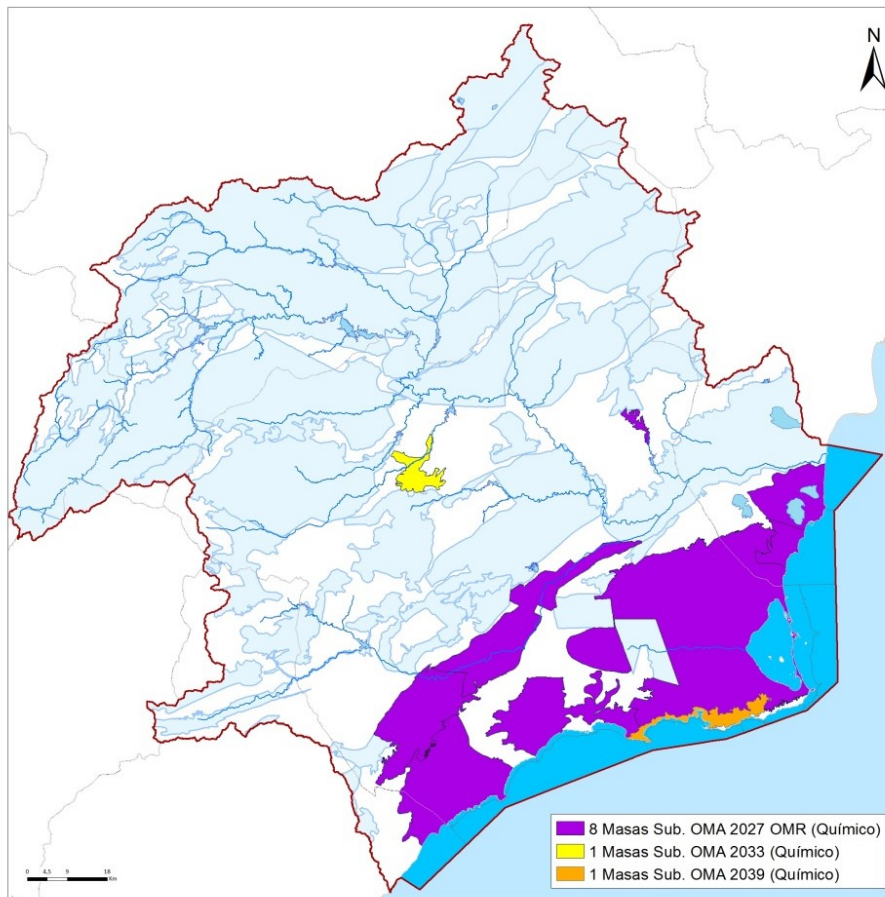 N
8 Masas Sub. OMA 2027 OMR (Químico)
1 Masas Sub. OMA 2033 (Químico)
1 Masas Sub. OMA 2039 (Químico)
0 4,5 9 18
Km